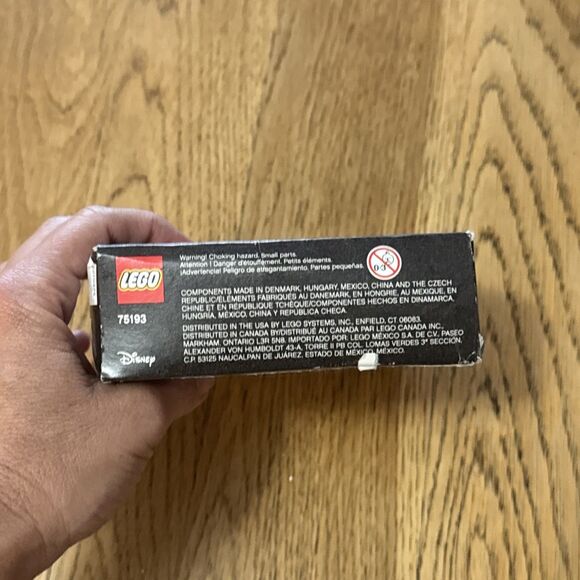 LEGO
75193
Disney
Warning! Choking hazard. Small parts.
Attention ! Danger d'étouffement. Petits éléments.
¡Advertencia! Peligro de atragantamiento. Partes pequeñas.
0-3
COMPONENTS MADE IN DENMARK, HUNGARY, MEXICO, CHINA AND THE CZECH
REPUBLIC/ÉLÉMENTS FABRIQUÉS AU DANEMARK, EN HONGRIE, AU MEXIQUE, EN
CHINE ET EN RÉPUBLIQUE TCHÈQUE/COMPONENTES HECHOS EN DINAMARCA,
HUNGRÍA, MÉXICO, CHINA Y REPÚBLICA CHECA.
DISTRIBUTED IN THE USA BY LEGO SYSTEMS, INC., ENFIELD, CT 06083.
DISTRIBUTED IN CANADA BY/DISTRIBUÉ AU CANADA PAR LEGO CANADA INC.,
MARKHAM, ONTARIO L3R 5N8. IMPORTADO POR: LEGO MÉXICO S.A. DE C.V., PASEO
ALEXANDER VON HUMBOLDT 43-A, TORRE II PB COL. LOMAS VERDES 3ª SECCIÓN,
C.P. 53125 NAUCALPAN DE JUÁREZ, ESTADO DE MÉXICO, MÉXICO.